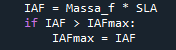 IAF = Massa_f * SLA
if IAF > IAFmax:
    IAFmax = IAF